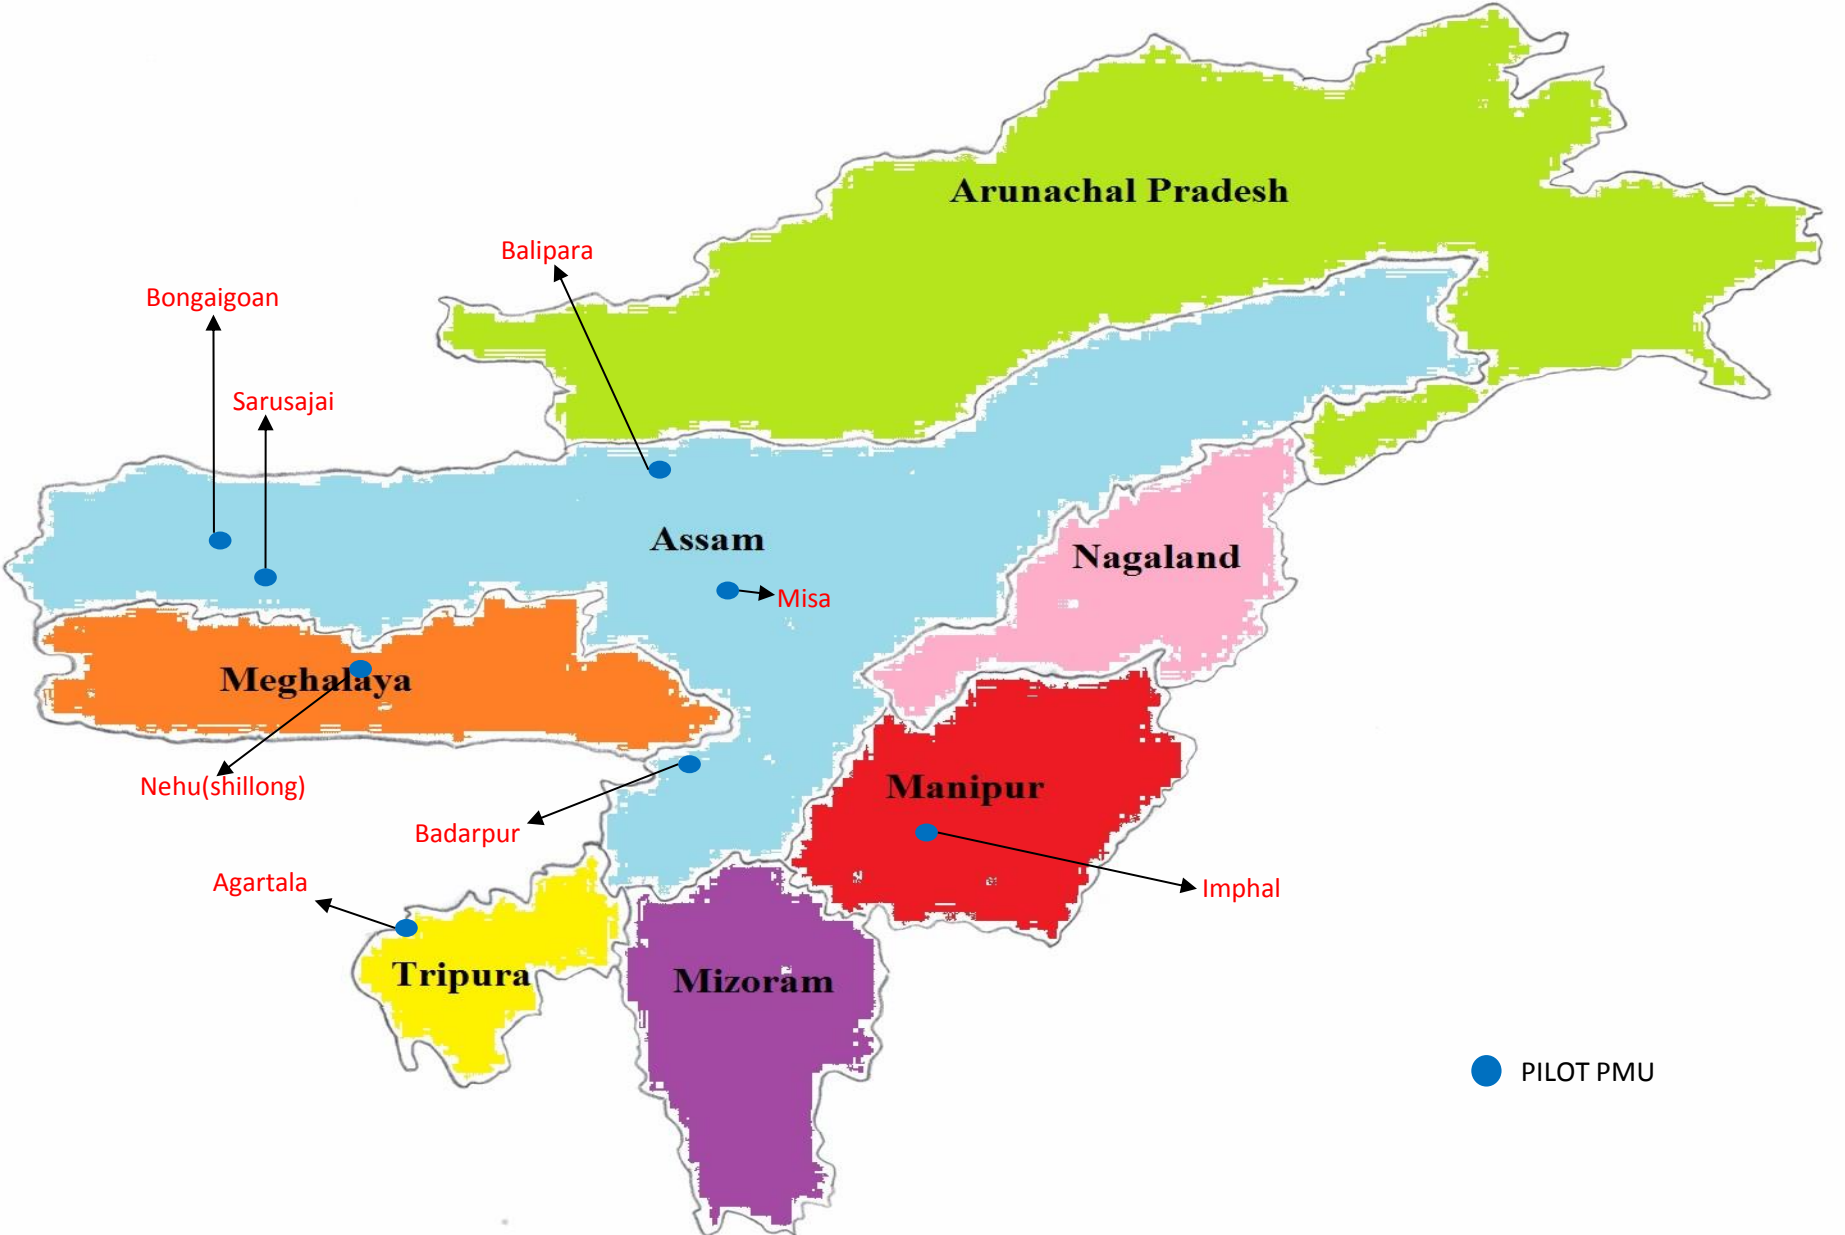 Arunachal Pradesh
Balipara
Bongaigoan
Sarusajai
Assam
Nagaland
Misa
Meghalaya
Nehu(shillong)
Manipur
Badarpur
Agartala
Imphal
Tripura
Mizoram
PILOT PMU